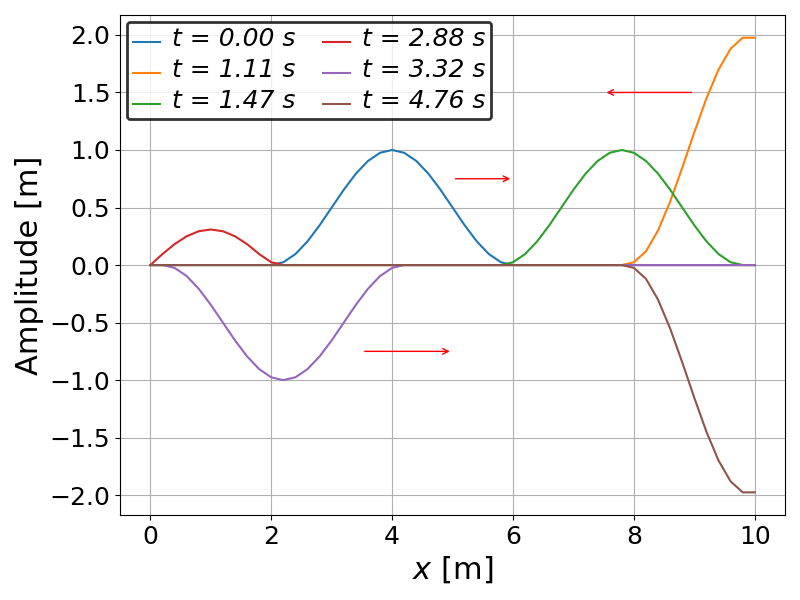 t = 0.00 s t = 2.88 s
t = 1.11 s t = 3.32 s
t = 1.47 s t = 4.76 s
2.0
1.5
1.0
0.5
0.0
−0.5
−1.0
−1.5
−2.0
Amplitude [m]
0 2 4 6 8 10
x [m]